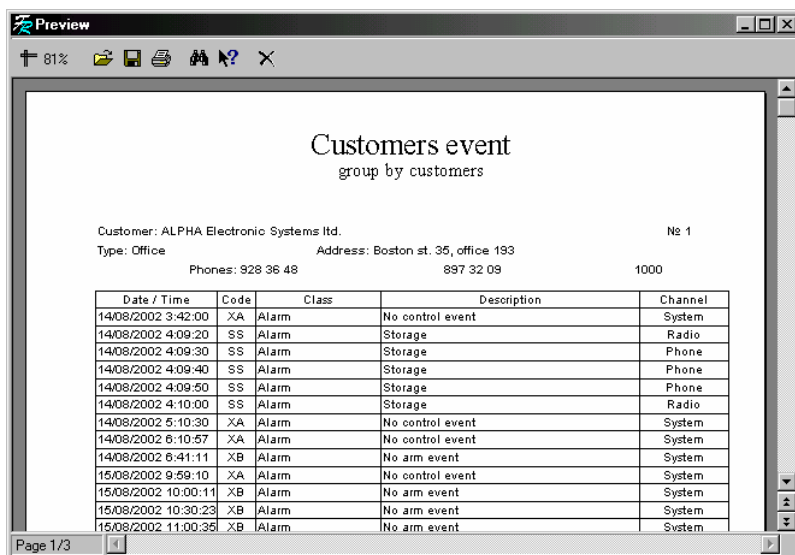 FR Preview
81%
Customers event
group by customers
Customer: ALPHA Electronic Systems ltd. № 1
Type: Office Address: Boston st. 35, office 193
Phones: 928 36 48 897 32 09 1000
Date / Time Code Class Description Channel
14/08/2002 3:42:00 XA Alarm No control event System
14/08/2002 4:09:20 SS Alarm Storage Radio
14/08/2002 4:09:30 SS Alarm Storage Phone
14/08/2002 4:09:40 SS Alarm Storage Phone
14/08/2002 4:09:50 SS Alarm Storage Phone
14/08/2002 4:10:00 SS Alarm Storage Radio
14/08/2002 5:10:30 XA Alarm No control event System
14/08/2002 6:10:57 XA Alarm No control event System
14/08/2002 6:41:11 XB Alarm No arm event System
15/08/2002 9:59:10 XA Alarm No control event System
15/08/2002 10:00:11 XB Alarm No arm event System
15/08/2002 10:30:23 XB Alarm No arm event System
15/08/2002 11:00:35 XB Alarm No arm event System
Page 1/3